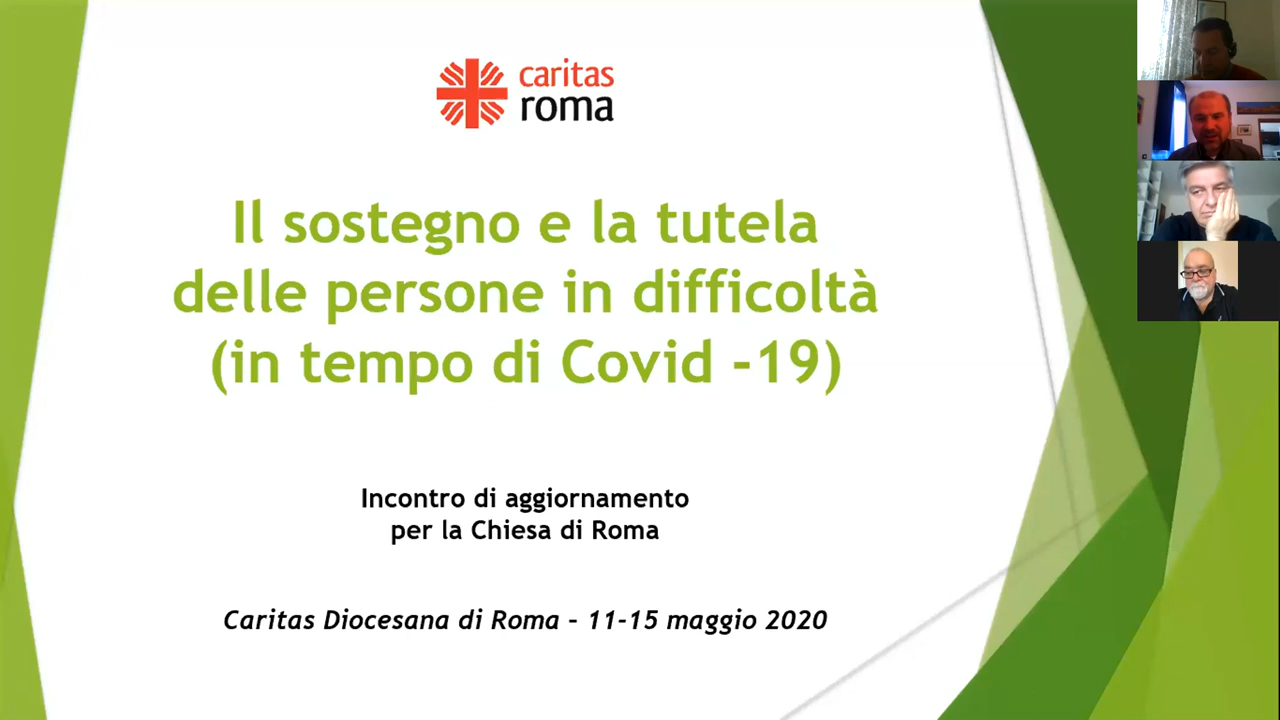 caritas
roma
Il sostegno e la tutela
delle persone in difficoltà
(in tempo di Covid -19)
Incontro di aggiornamento
per la Chiesa di Roma
Caritas Diocesana di Roma – 11-15 maggio 2020